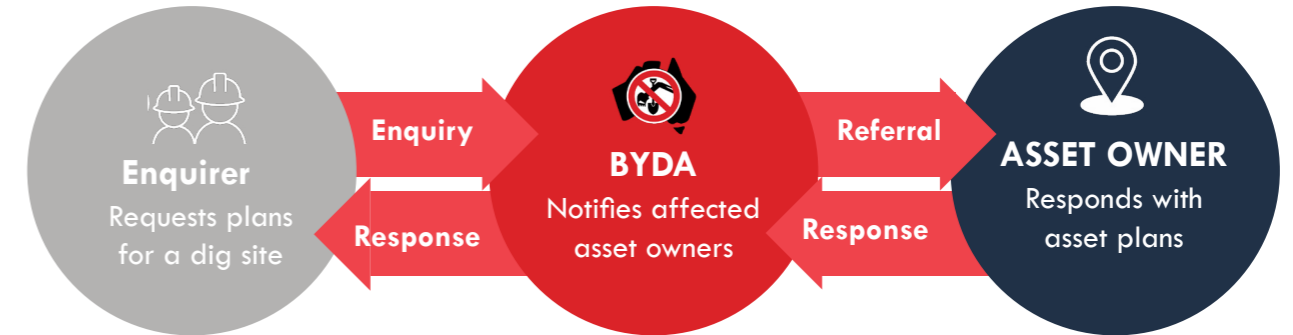 Enquirer
Requests plans
for a dig site
Enquiry
Response
BYDA
Notifies affected
asset owners
Referral
Response
ASSET OWNER
Responds with
asset plans